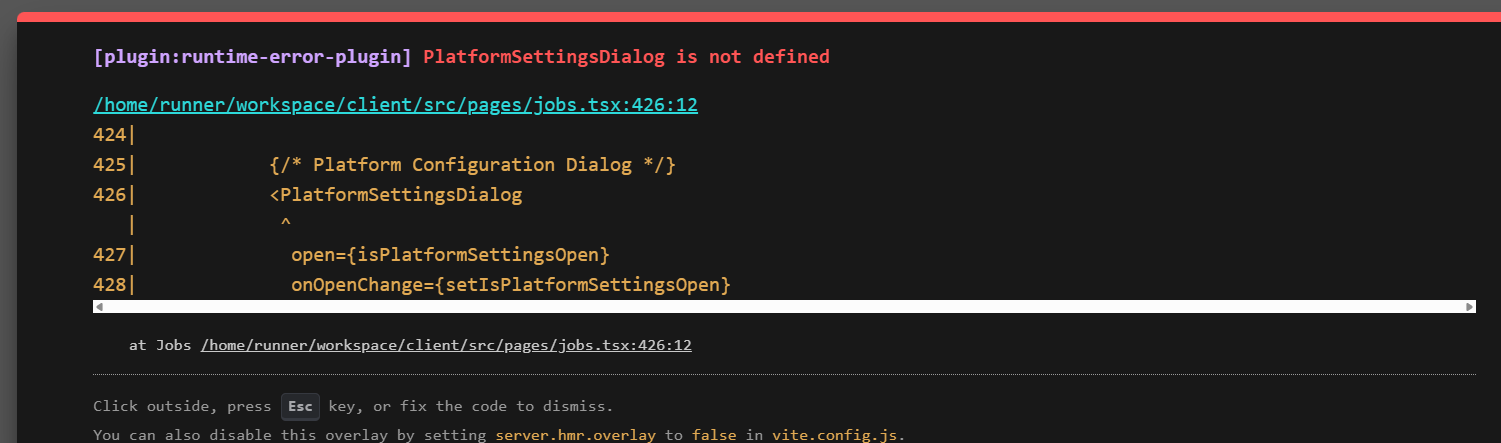 [plugin:runtime-error-plugin] PlatformSettingsDialog is not defined
/home/runner/workspace/client/src/pages/jobs.tsx:426:12
424|
425|            {/* Platform Configuration Dialog */}
426|            <PlatformSettingsDialog
   |             ^
427|              open={isPlatformSettingsOpen}
428|              onOpenChange={setIsPlatformSettingsOpen}
at Jobs /home/runner/workspace/client/src/pages/jobs.tsx:426:12
Click outside, press Esc key, or fix the code to dismiss.
You can also disable this overlay by setting server.hmr.overlay to false in vite.config.js.